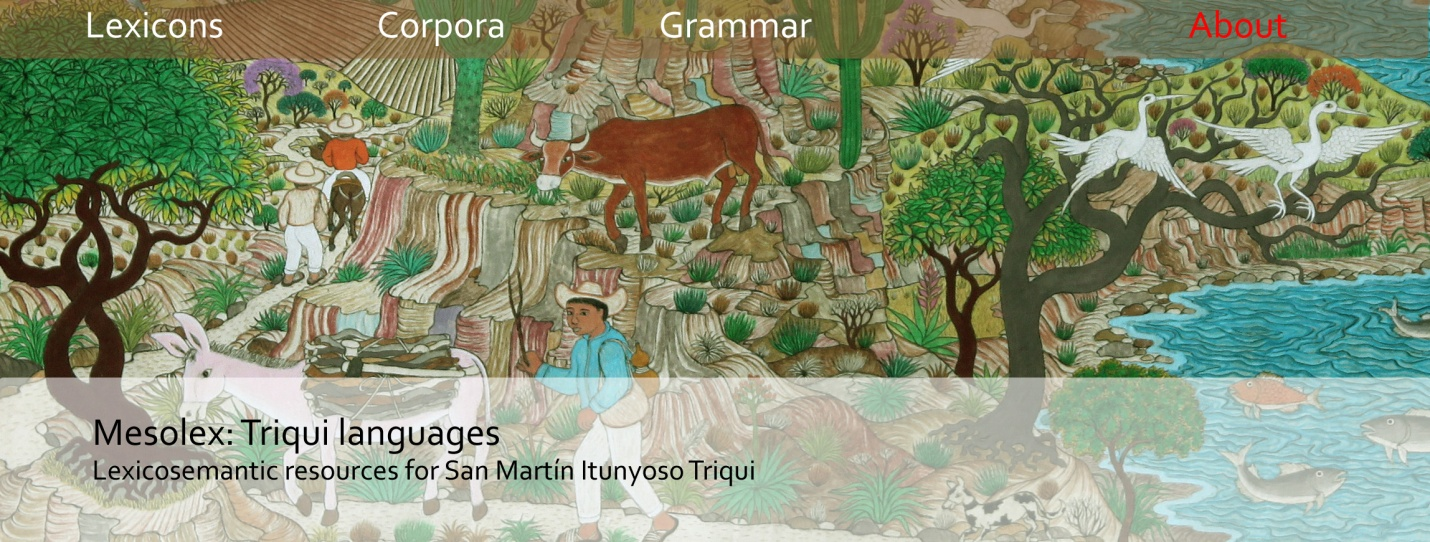 Lexicons Corpora Grammar About
Mesolex: Triqui languages
Lexicosemantic resources for San Martín Itunyoso Triqui